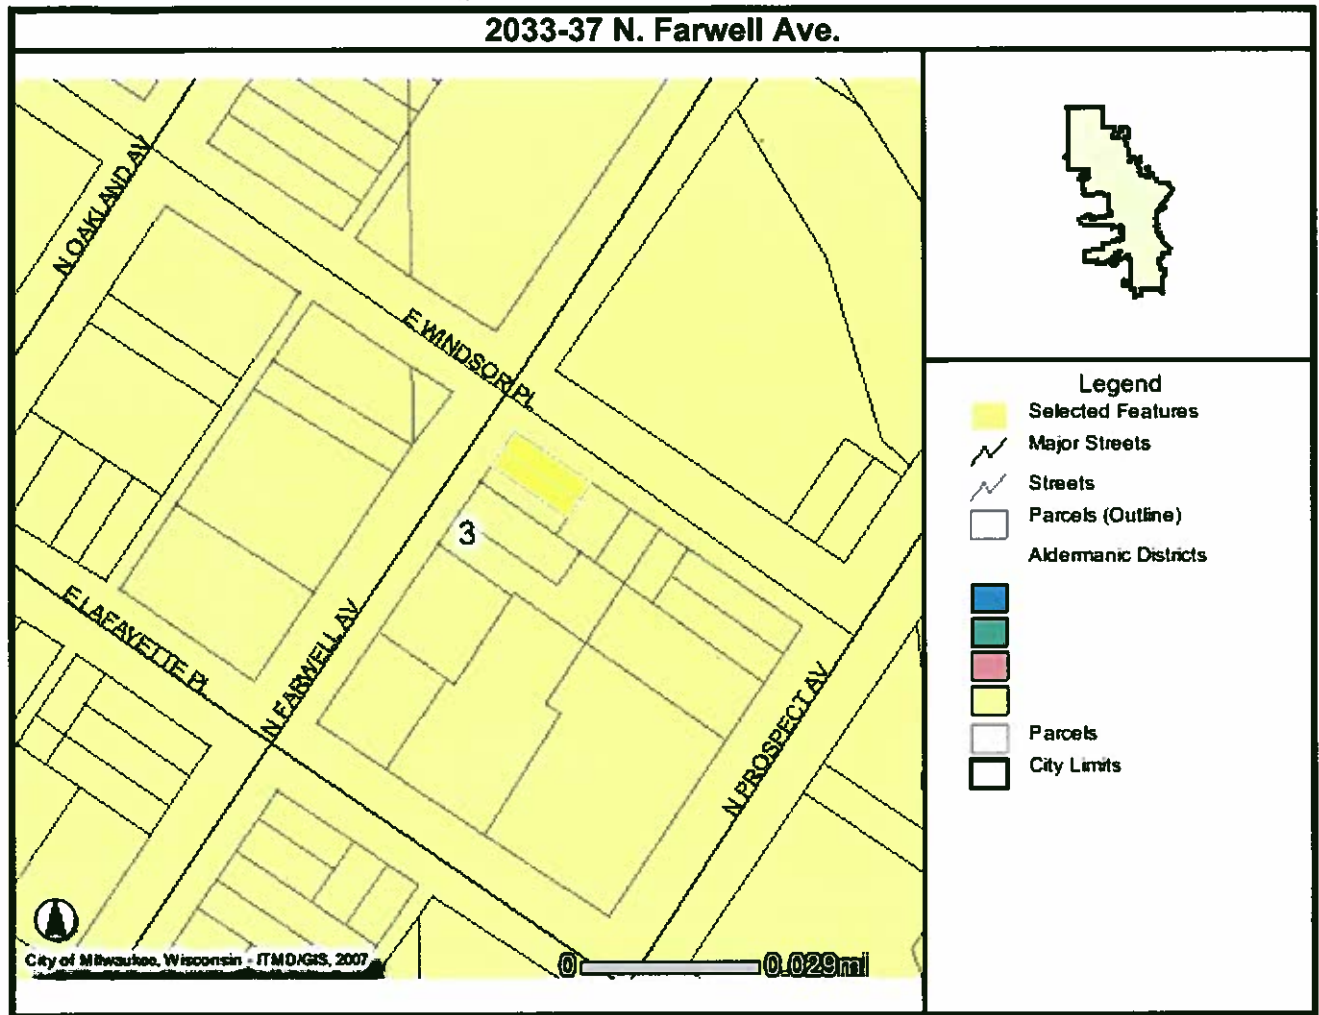 2033-37 N. Farwell Ave.
N OAKLAND AV
E WINDSOR PL
3
E LAFAYETTE PL
N FARWELL AV
N PROSPECT AV
City of Milwaukee, Wisconsin - ITMD/GIS, 2007
0 0.029mi
Legend
Selected Features
Major Streets
Streets
Parcels (Outline)
Aldermanic Districts
Parcels
City Limits